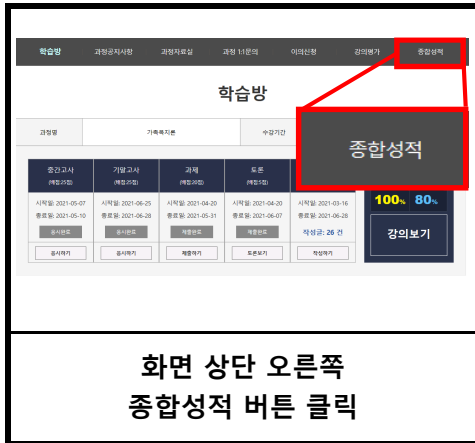 학습방 과정공지사항 과정자료실 과정 1:1문의 이의신청 강의평가 종합성적
학습방
과정명 가족복지론 수강기간
종합성적
중간고사 기말고사 과제 토론
(배점:25점) (배점:25점) (배점:20점) (배점:5점)
시작일: 2021-05-07 시작일: 2021-06-25 시작일: 2021-04-20 시작일: 2021-04-20 시작일: 2021-03-16
종료일: 2021-05-10 종료일: 2021-06-28 종료일: 2021-05-31 종료일: 2021-06-07 종료일: 2021-06-28
100% 80%
응시완료 응시완료 제출완료 제출완료 작성글: 26 건
강의보기
응시하기 응시하기 제출하기 토론보기 작성하기
화면 상단 오른쪽
종합성적 버튼 클릭